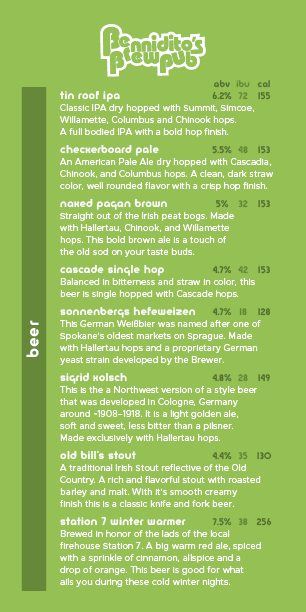 Bennidito's
Brewpub
abv ibu cal
tin roof ipa 6.2% 72 155
Classic IPA dry hopped with Summit, Simcoe,
Willamette, Columbus and Chinook hops.
A full bodied IPA with a bold hop finish.
checkerboard pale 5.5% 48 153
An American Pale Ale dry hopped with Cascadia,
Chinook, and Columbus hops. A clean, dark straw
color, well rounded flavor with a crisp hop finish.
naked pagan brown 5% 32 153
Straight out of the Irish peat bogs. Made
with Hallertau, Chinook, and Willamette
hops. This bold brown ale is a touch of
the old sod on your taste buds.
cascade single hop 4.7% 42 153
Balanced in bitterness and straw in color, this
beer is single hopped with Cascade hops.
sonnenbergs hefeweizen 4.7% 18 128
This German Weißbier was named after one of
Spokane's oldest markets on Sprague. Made
with Hallertau hops and a proprietary German
yeast strain developed by the Brewer.
sigrid kolsch 4.8% 28 149
This is the a Northwest version of a style beer
that was developed in Cologne, Germany
around ~1908–1918. It is a light golden ale,
soft and sweet, less bitter than a pilsner.
Made exclusively with Hallertau hops.
old bill's stout 4.4% 35 130
A traditional Irish Stout reflective of the Old
Country. A rich and flavorful stout with roasted
barley and malt. With it's smooth creamy
finish this is a classic knife and fork beer.
station 7 winter warmer 7.5% 38 256
Brewed in honor of the lads of the local
firehouse Station 7. A big warm red ale, spiced
with a sprinkle of cinnamon, allspice and a
drop of orange. This beer is good for what
ails you during these cold winter nights.
beer